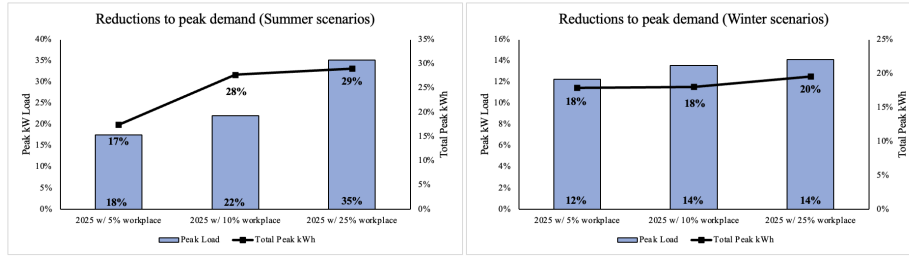 Reductions to peak demand (Summer scenarios)
40%
35%
30%
25%
20%
15%
10%
5%
0%
Peak kW Load
35%
30%
25%
20%
15%
10%
5%
0%
Total Peak kWh
17%
28%
29%
18%
22%
35%
2025 w/ 5% workplace
2025 w/ 10% workplace
2025 w/ 25% workplace
Peak Load
Total Peak kWh
Reductions to peak demand (Winter scenarios)
16%
14%
12%
10%
8%
6%
4%
2%
0%
Peak kW Load
25%
20%
15%
10%
5%
0%
Total Peak kWh
18%
18%
20%
12%
14%
14%
2025 w/ 5% workplace
2025 w/ 10% workplace
2025 w/ 25% workplace
Peak Load
Total Peak kWh